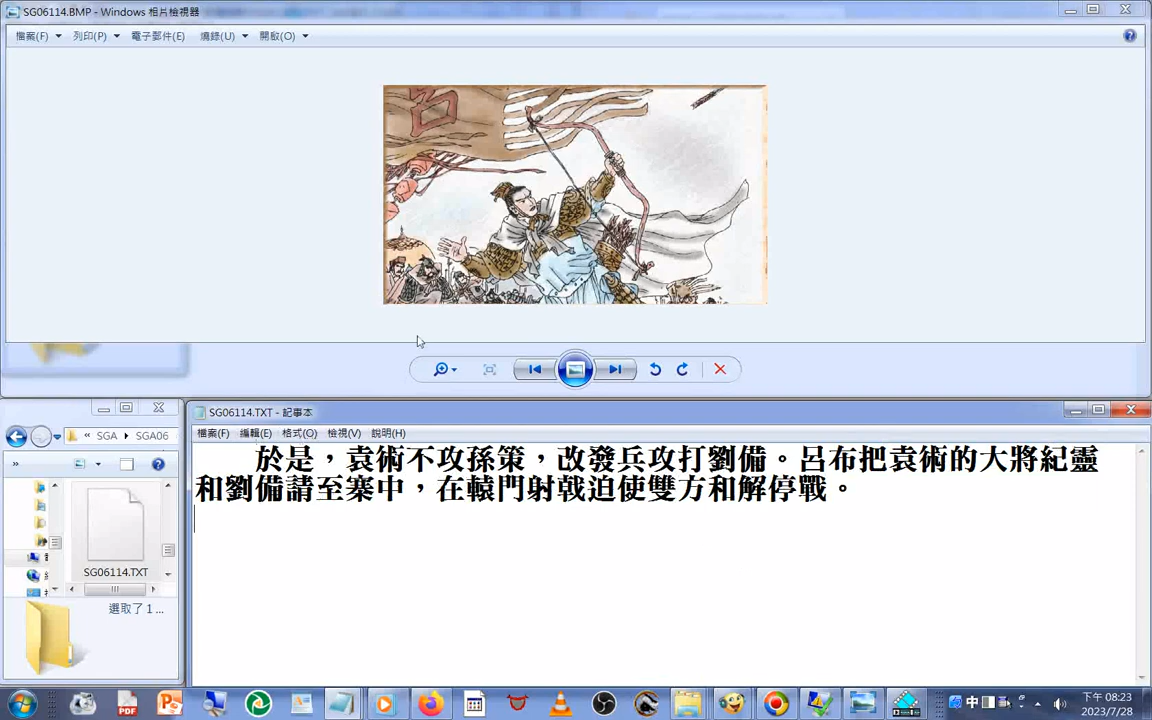 SG06114.BMP - Windows 相片檢視器
檔案(F) 列印(P) 電子郵件(E) 燒錄(U) 開啟(O)
呂
SG06114.TXT - 記事本
« SGA SGA06
檔案(F) 編輯(E) 格式(O) 檢視(V) 說明(H)
»
於是，袁術不攻孫策，改發兵攻打劉備。呂布把袁術的大將紀靈
和劉備請至寨中，在轅門射戟迫使雙方和解停戰。
SG06114.TXT
選取了 1 ...
PDF
中
下午 08:23
2023/7/28